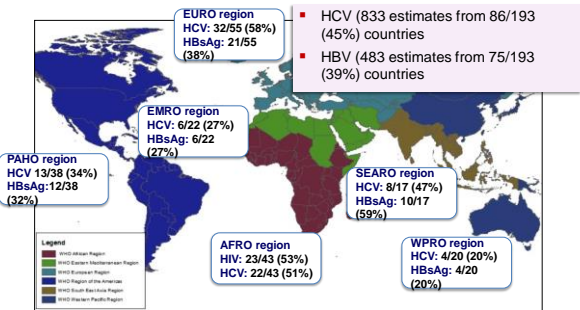 EURO region
HCV: 32/55 (58%)
HBsAg: 21/55
(38%)
▪ HCV (833 estimates from 86/193
(45%) countries
▪ HBV (483 estimates from 75/193
(39%) countries
EMRO region
HCV: 6/22 (27%)
HBsAg: 6/22
(27%)
PAHO region
HCV 13/38 (34%)
HBsAg:12/38
(32%)
SEARO region
HCV: 8/17 (47%)
HBsAg: 10/17
(59%)
AFRO region
HIV: 23/43 (53%)
HCV: 22/43 (51%)
WPRO region
HCV: 4/20 (20%)
HBsAg: 4/20
(20%)
Legend
WHO African Region
WHO Eastern Mediterranean Region
WHO European Region
WHO Region of the Americas
WHO South East Asia Region
WHO Western Pacific Region